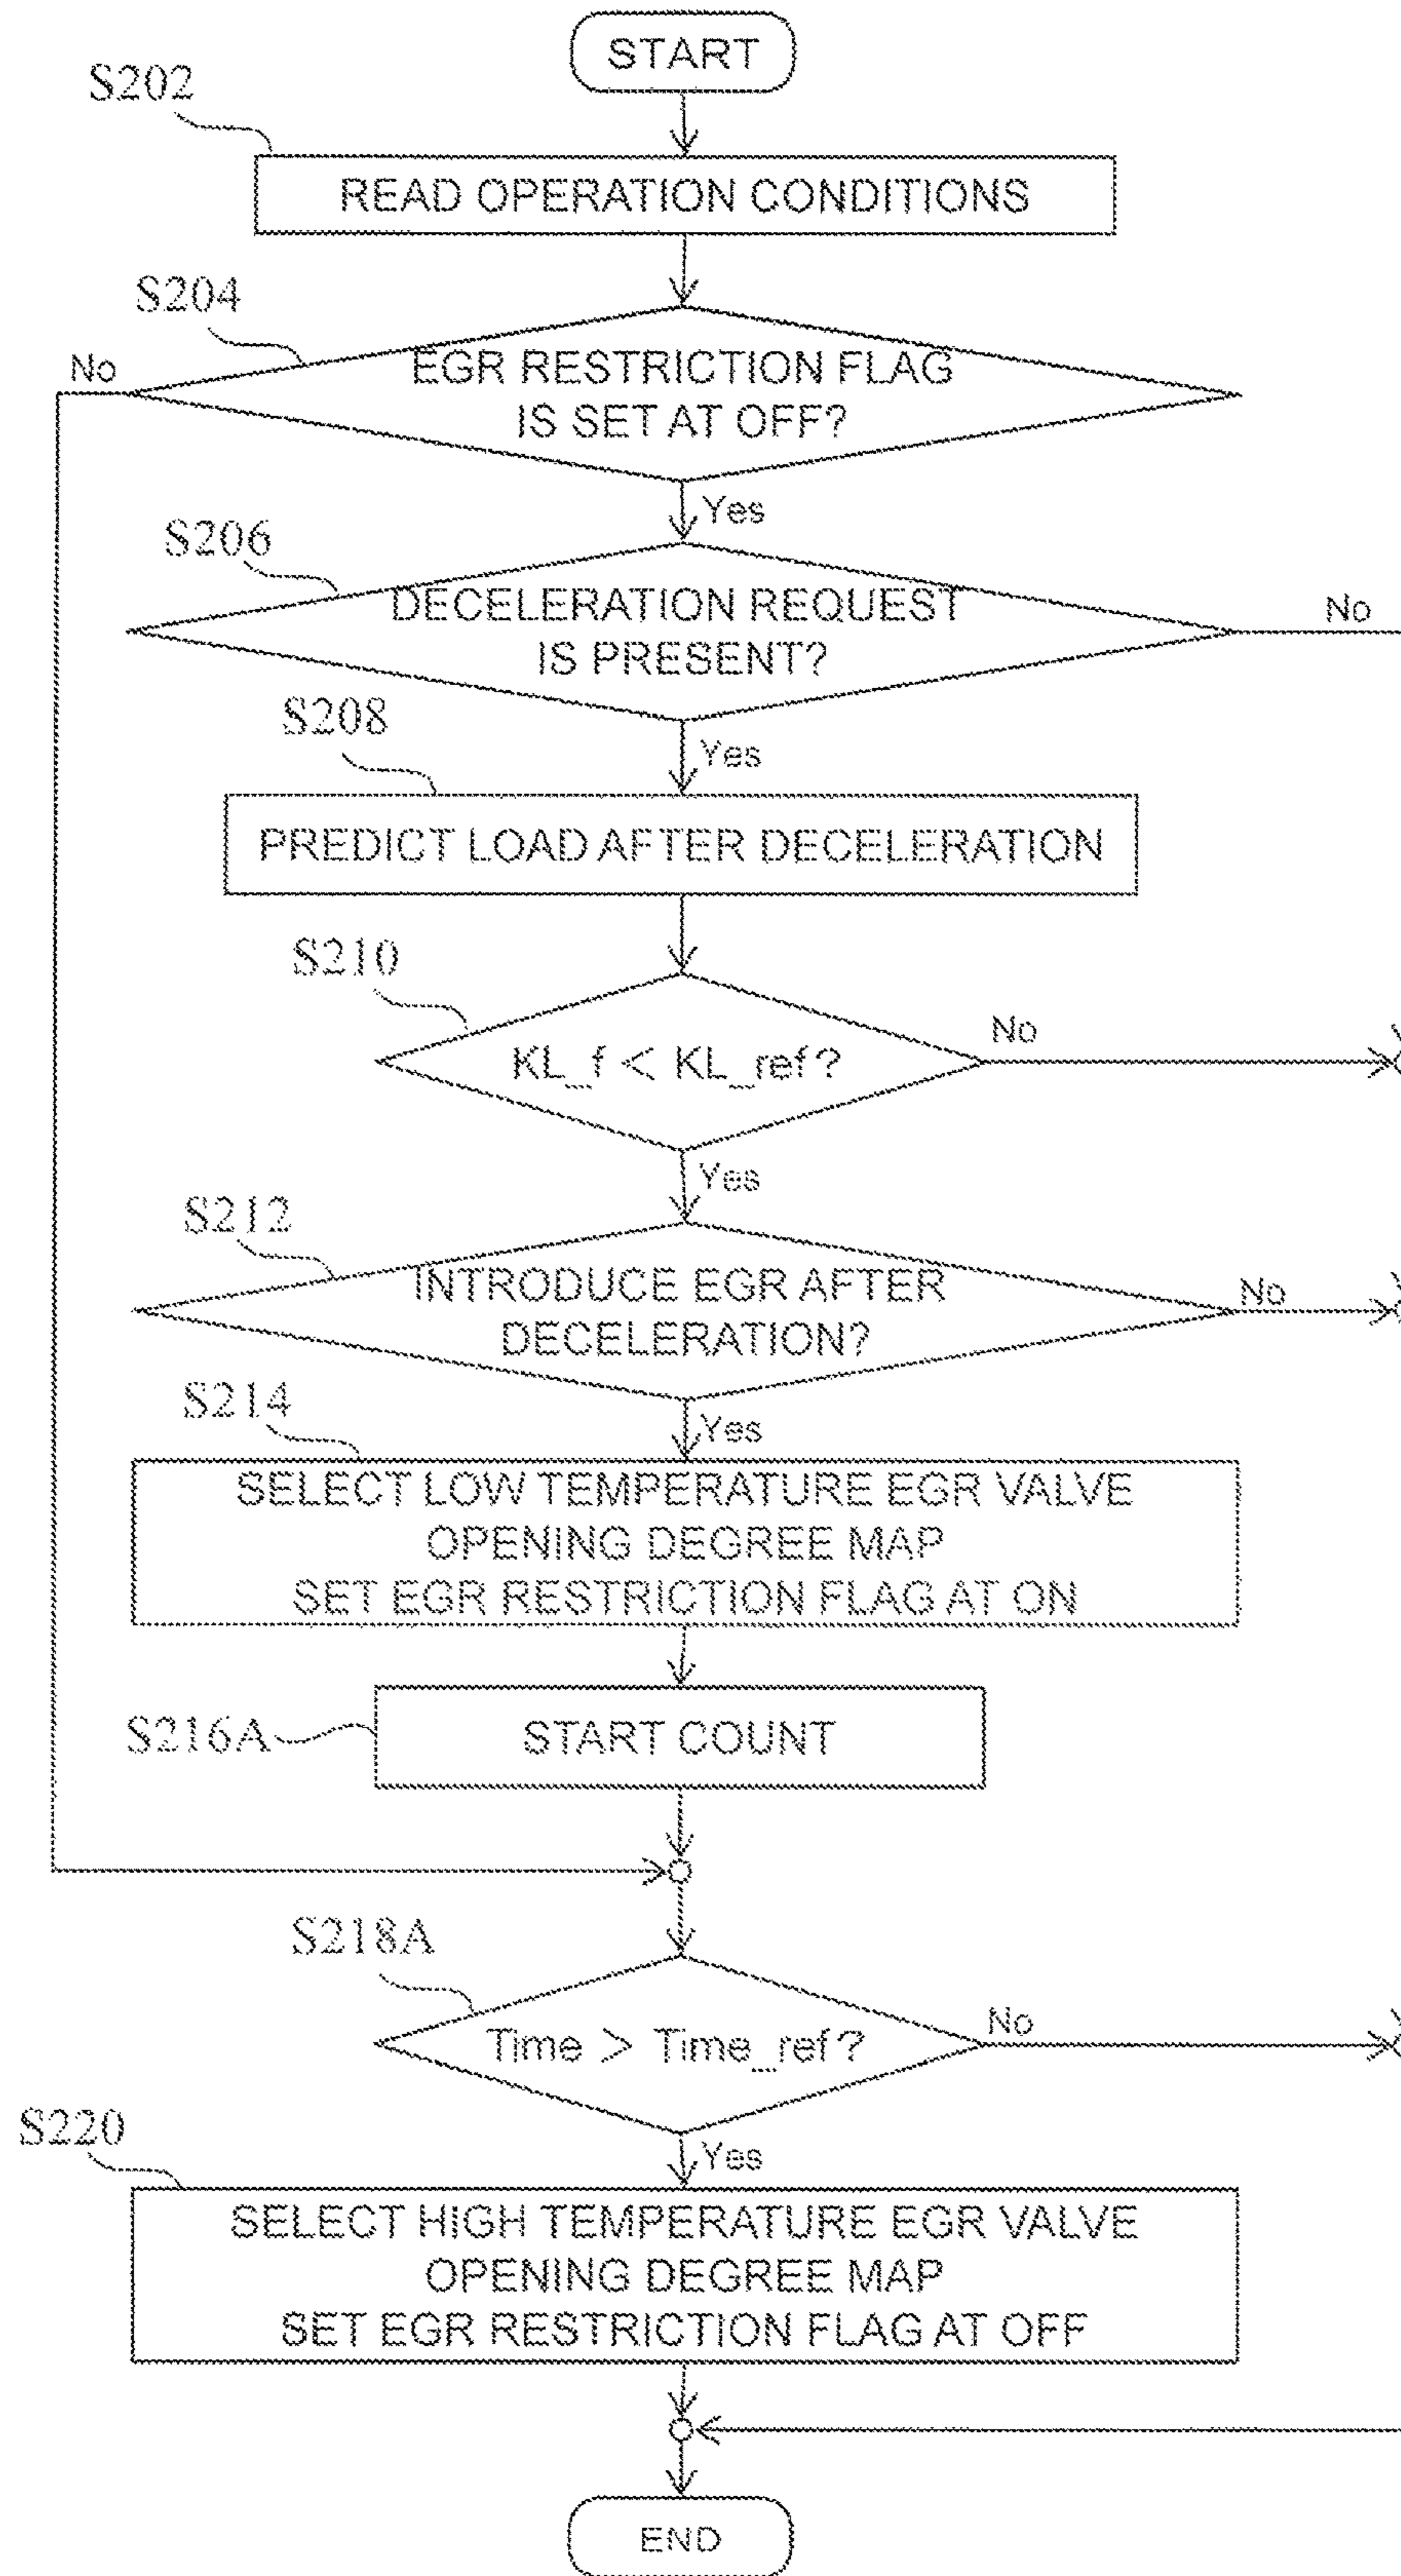 START
S202
READ OPERATION CONDITIONS
S204
No
EGR RESTRICTION FLAG
IS SET AT OFF?
Yes
S206
DECELERATION REQUEST
IS PRESENT?
No
Yes
S208
PREDICT LOAD AFTER DECELERATION
S210
KL_f < KL_ref?
No
Yes
S212
INTRODUCE EGR AFTER
DECELERATION?
No
Yes
S214
SELECT LOW TEMPERATURE EGR VALVE
OPENING DEGREE MAP
SET EGR RESTRICTION FLAG AT ON
S216A
START COUNT
S218A
Time > Time_ref?
No
Yes
S220
SELECT HIGH TEMPERATURE EGR VALVE
OPENING DEGREE MAP
SET EGR RESTRICTION FLAG AT OFF
END